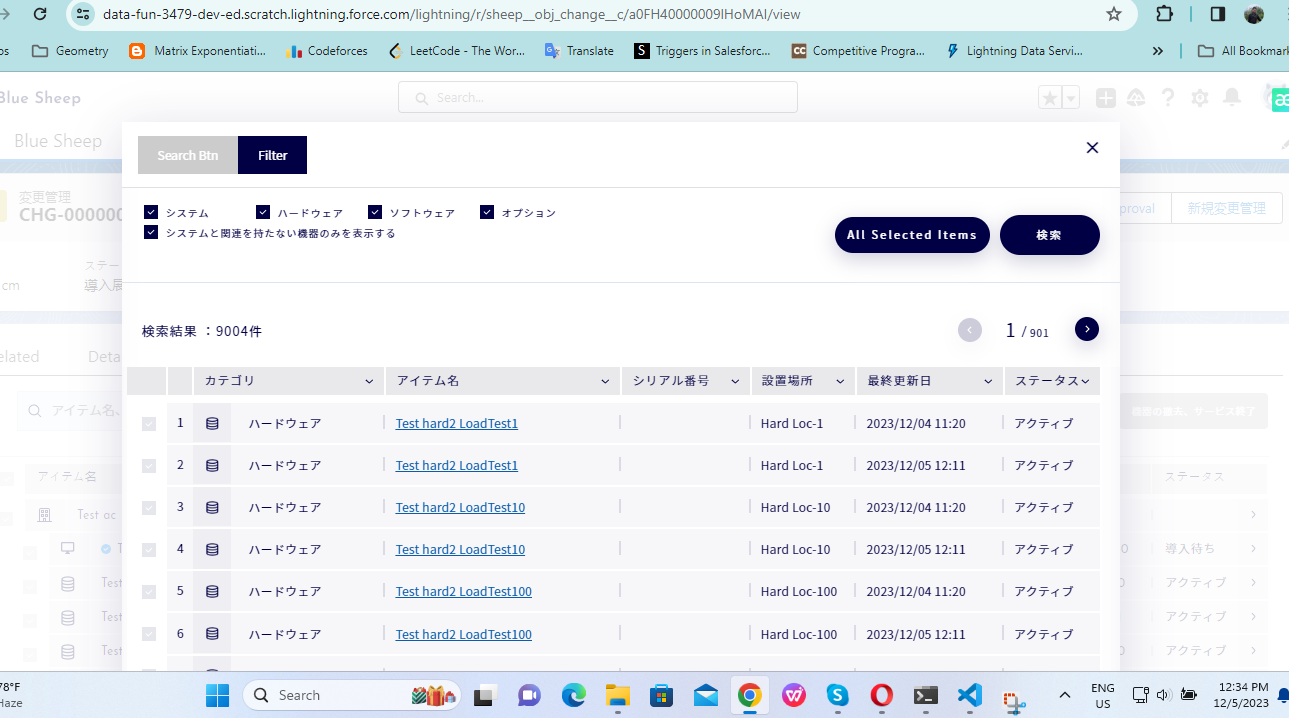 data-fun-3479-dev-ed.scratch.lightning.force.com/lightning/r/sheep__obj_change__c/a0FH40000009IHoMAI/view
ps Geometry Matrix Exponentiati... Codeforces LeetCode - The Wor... Translate Triggers in Salesforc... Competitive Progra... Lightning Data Servi... » All Bookmar
Blue Sheep Search...
Blue Sheep
Search Btn Filter
変更管理
CHG-000000
システム ハードウェア ソフトウェア オプション
システムと関連を持たない機器のみを表示する
All Selected Items 検索
proval 新規変更管理
ステー
cm 導入展
検索結果 ：9004件 1 / 901
elated Deta
カテゴリ アイテム名 シリアル番号 設置場所 最終更新日 ステータス
アイテム名、
1 ハードウェア Test hard2 LoadTest1 Hard Loc-1 2023/12/04 11:20 アクティブ
2 ハードウェア Test hard2 LoadTest1 Hard Loc-1 2023/12/05 12:11 アクティブ
アイテム名 ステータス
3 ハードウェア Test hard2 LoadTest10 Hard Loc-10 2023/12/04 11:20 アクティブ
Test ac
4 ハードウェア Test hard2 LoadTest10 Hard Loc-10 2023/12/05 12:11 アクティブ
T 0 導入待ち
5 ハードウェア Test hard2 LoadTest100 Hard Loc-100 2023/12/04 11:20 アクティブ
Test アクティブ
Test アクティブ
6 ハードウェア Test hard2 LoadTest100 Hard Loc-100 2023/12/05 12:11 アクティブ
Test アクティブ
78°F
Haze
Search
ENG
US
12:34 PM
12/5/2023